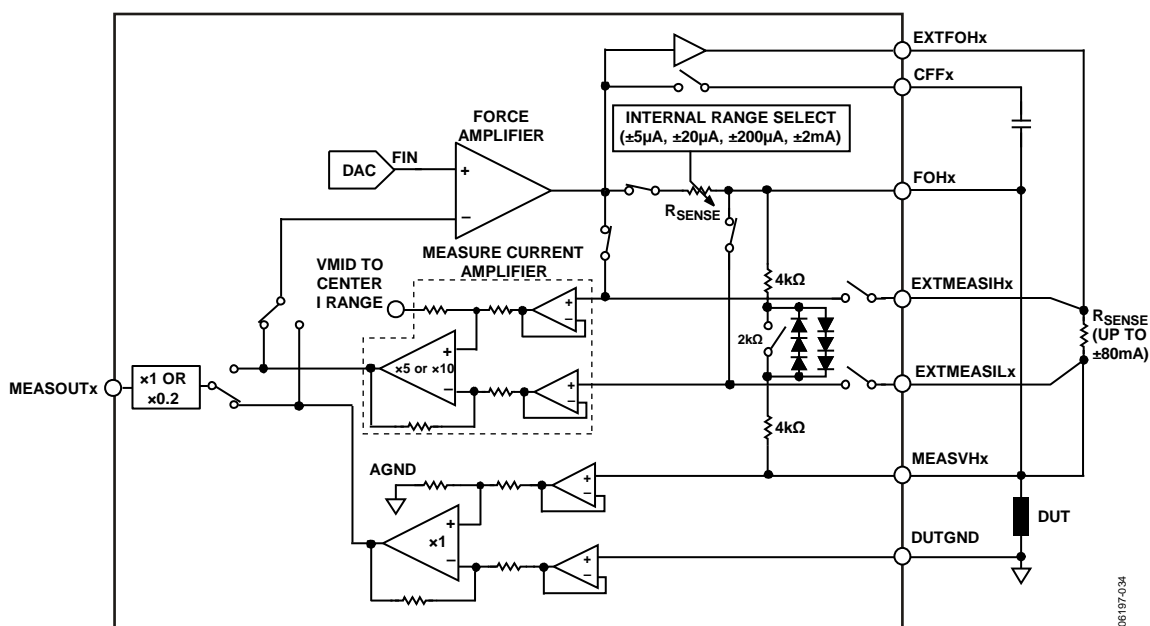 EXTFOHx
CFFx
INTERNAL RANGE SELECT
(±5µA, ±20µA, ±200µA, ±2mA)
FORCE
AMPLIFIER
DAC
FIN
+
–
FOHx
RSENSE
MEASURE CURRENT
AMPLIFIER
VMID TO
CENTER
I RANGE
4kΩ
EXTMEASIHx
+
–
2kΩ
RSENSE
(UP TO
±80mA)
+
×5 or ×10
–
×1 OR
×0.2
MEASOUTx
+
–
EXTMEASILx
4kΩ
AGND
MEASVHx
+
–
+
×1
–
DUT
DUTGND
+
–
06197-034